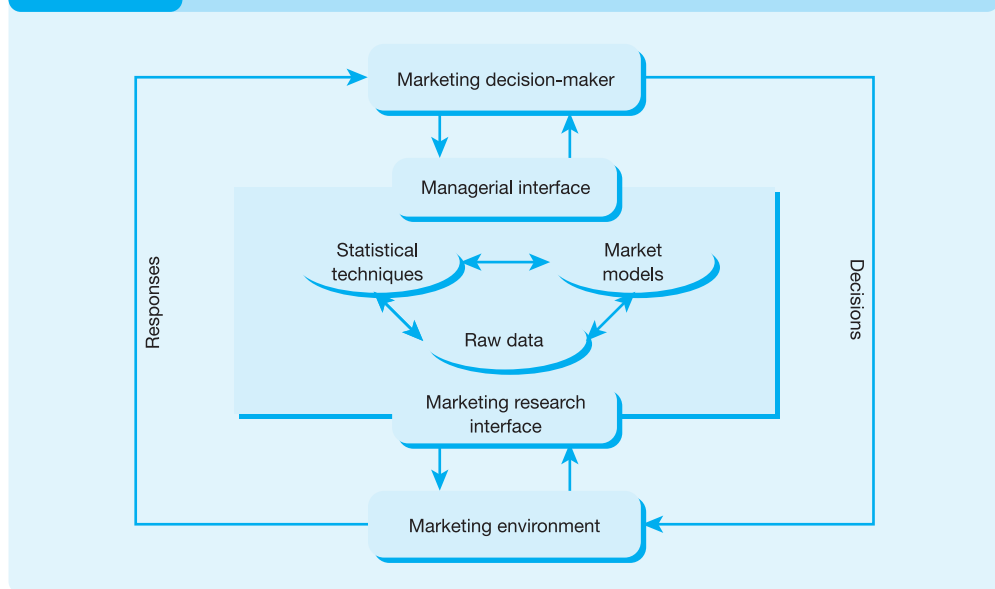 Marketing decision-maker
Managerial interface
Statistical
techniques
Market
models
Raw data
Marketing research
interface
Marketing environment
Responses
Decisions